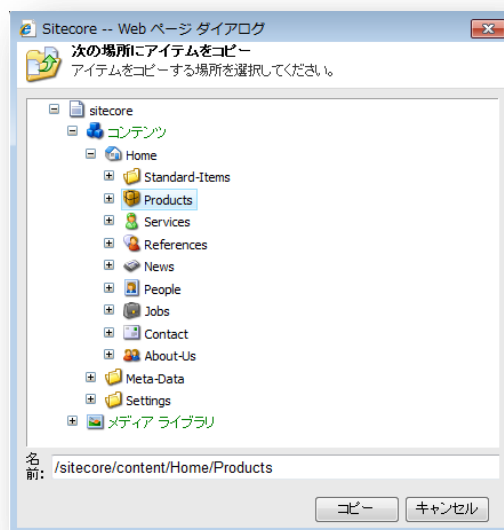 Sitecore -- Web ページ ダイアログ
次の場所にアイテムをコピー
アイテムをコピーする場所を選択してください。
sitecore
コンテンツ
Home
Standard-Items
Products
Services
References
News
People
Jobs
Contact
About-Us
Meta-Data
Settings
メディア ライブラリ
名前: /sitecore/content/Home/Products
コピー キャンセル